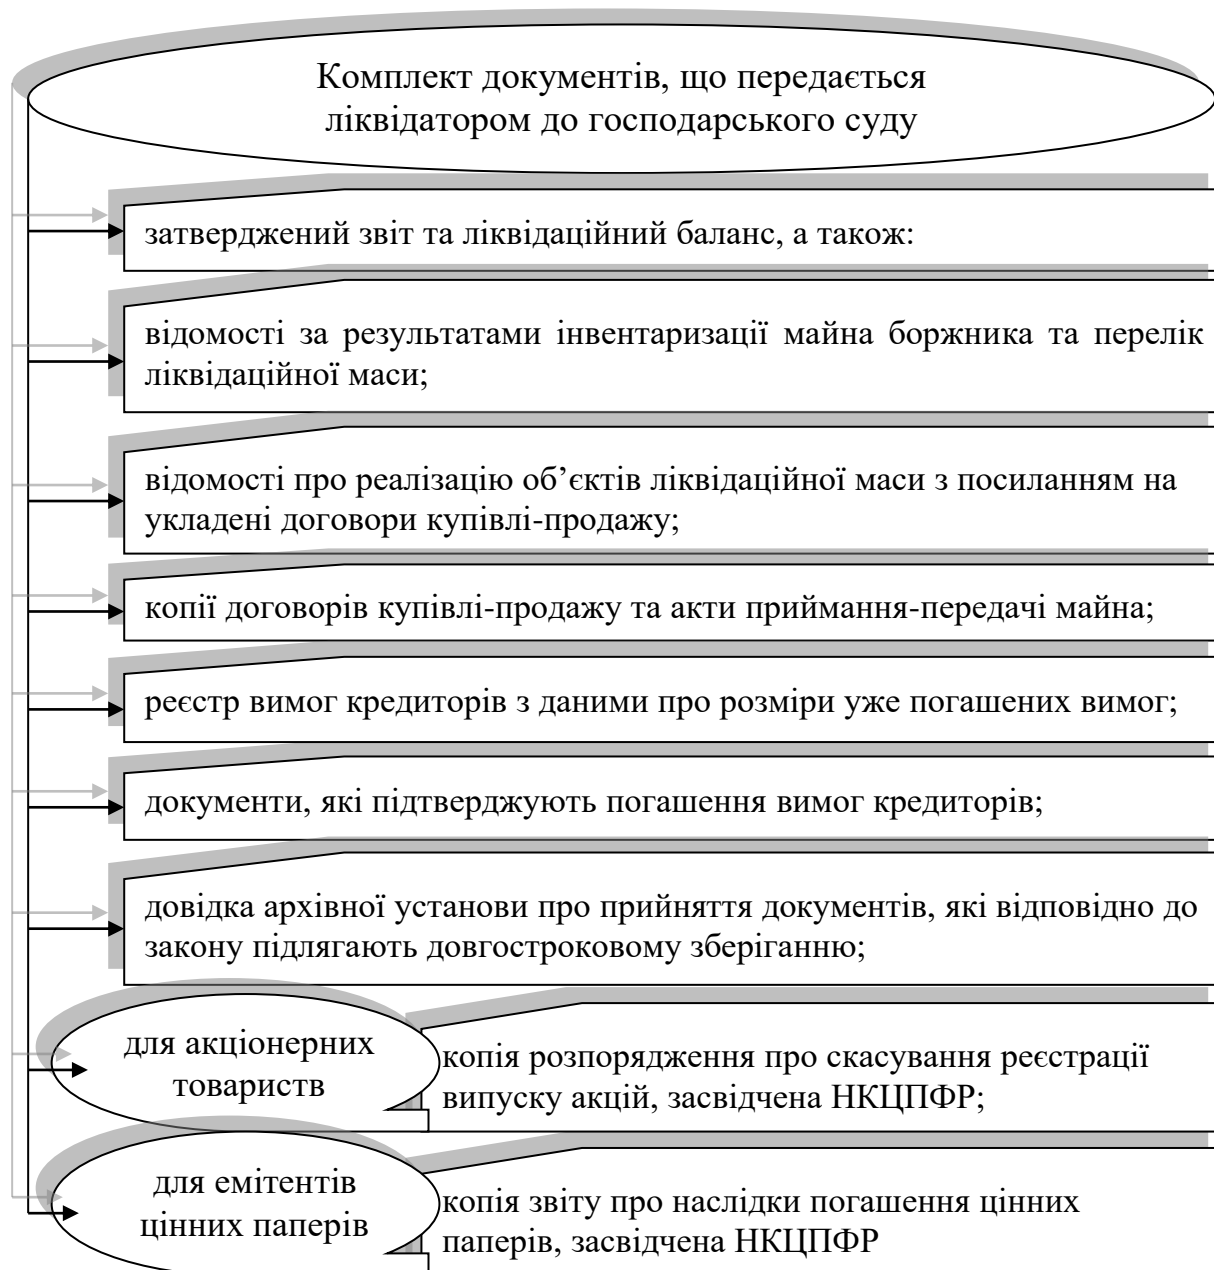 Комплект документів, що передається
ліквідатором до господарського суду
затверджений звіт та ліквідаційний баланс, а також:
відомості за результатами інвентаризації майна боржника та перелік
ліквідаційної маси;
відомості про реалізацію об’єктів ліквідаційної маси з посиланням на
укладені договори купівлі-продажу;
копії договорів купівлі-продажу та акти приймання-передачі майна;
реєстр вимог кредиторів з даними про розміри уже погашених вимог;
документи, які підтверджують погашення вимог кредиторів;
довідка архівної установи про прийняття документів, які відповідно до
закону підлягають довгостроковому зберіганню;
для акціонерних
товариств
копія розпорядження про скасування реєстрації
випуску акцій, засвідчена НКЦПФР;
для емітентів
цінних паперів
копія звіту про наслідки погашення цінних
паперів, засвідчена НКЦПФР